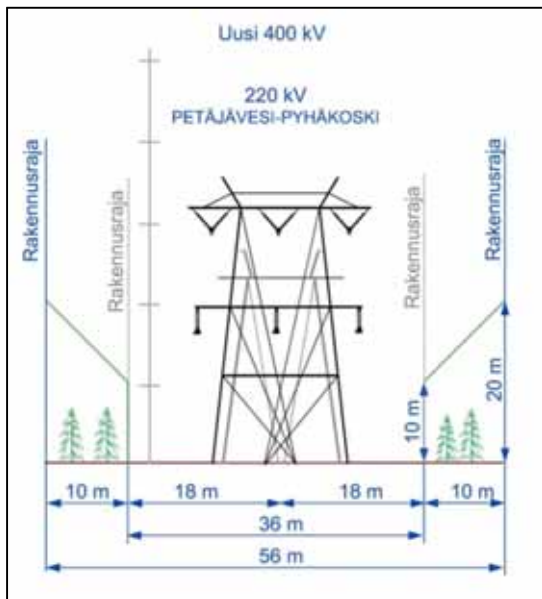 Uusi 400 kV
220 kV
PETÄJÄVESI-PYHÄKOSKI
Rakennusraja
Rakennusraja
Rakennusraja
Rakennusraja
10 m
20 m
10 m
18 m
18 m
10 m
36 m
56 m